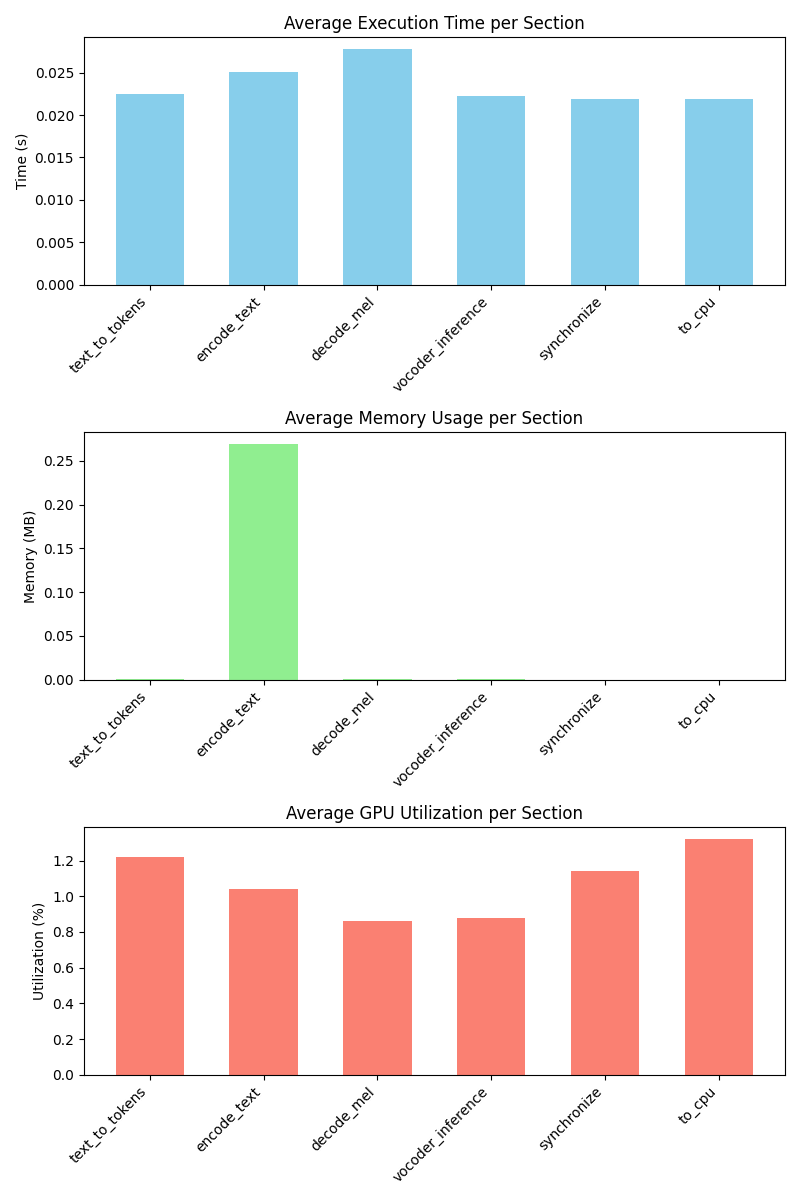 Average Execution Time per Section
Time (s)
0.025
0.020
0.015
0.010
0.005
0.000
text_to_tokens
encode_text
decode_mel
vocoder_inference
synchronize
to_cpu
Average Memory Usage per Section
Memory (MB)
0.25
0.20
0.15
0.10
0.05
0.00
text_to_tokens
encode_text
decode_mel
vocoder_inference
synchronize
to_cpu
Average GPU Utilization per Section
Utilization (%)
1.2
1.0
0.8
0.6
0.4
0.2
0.0
text_to_tokens
encode_text
decode_mel
vocoder_inference
synchronize
to_cpu